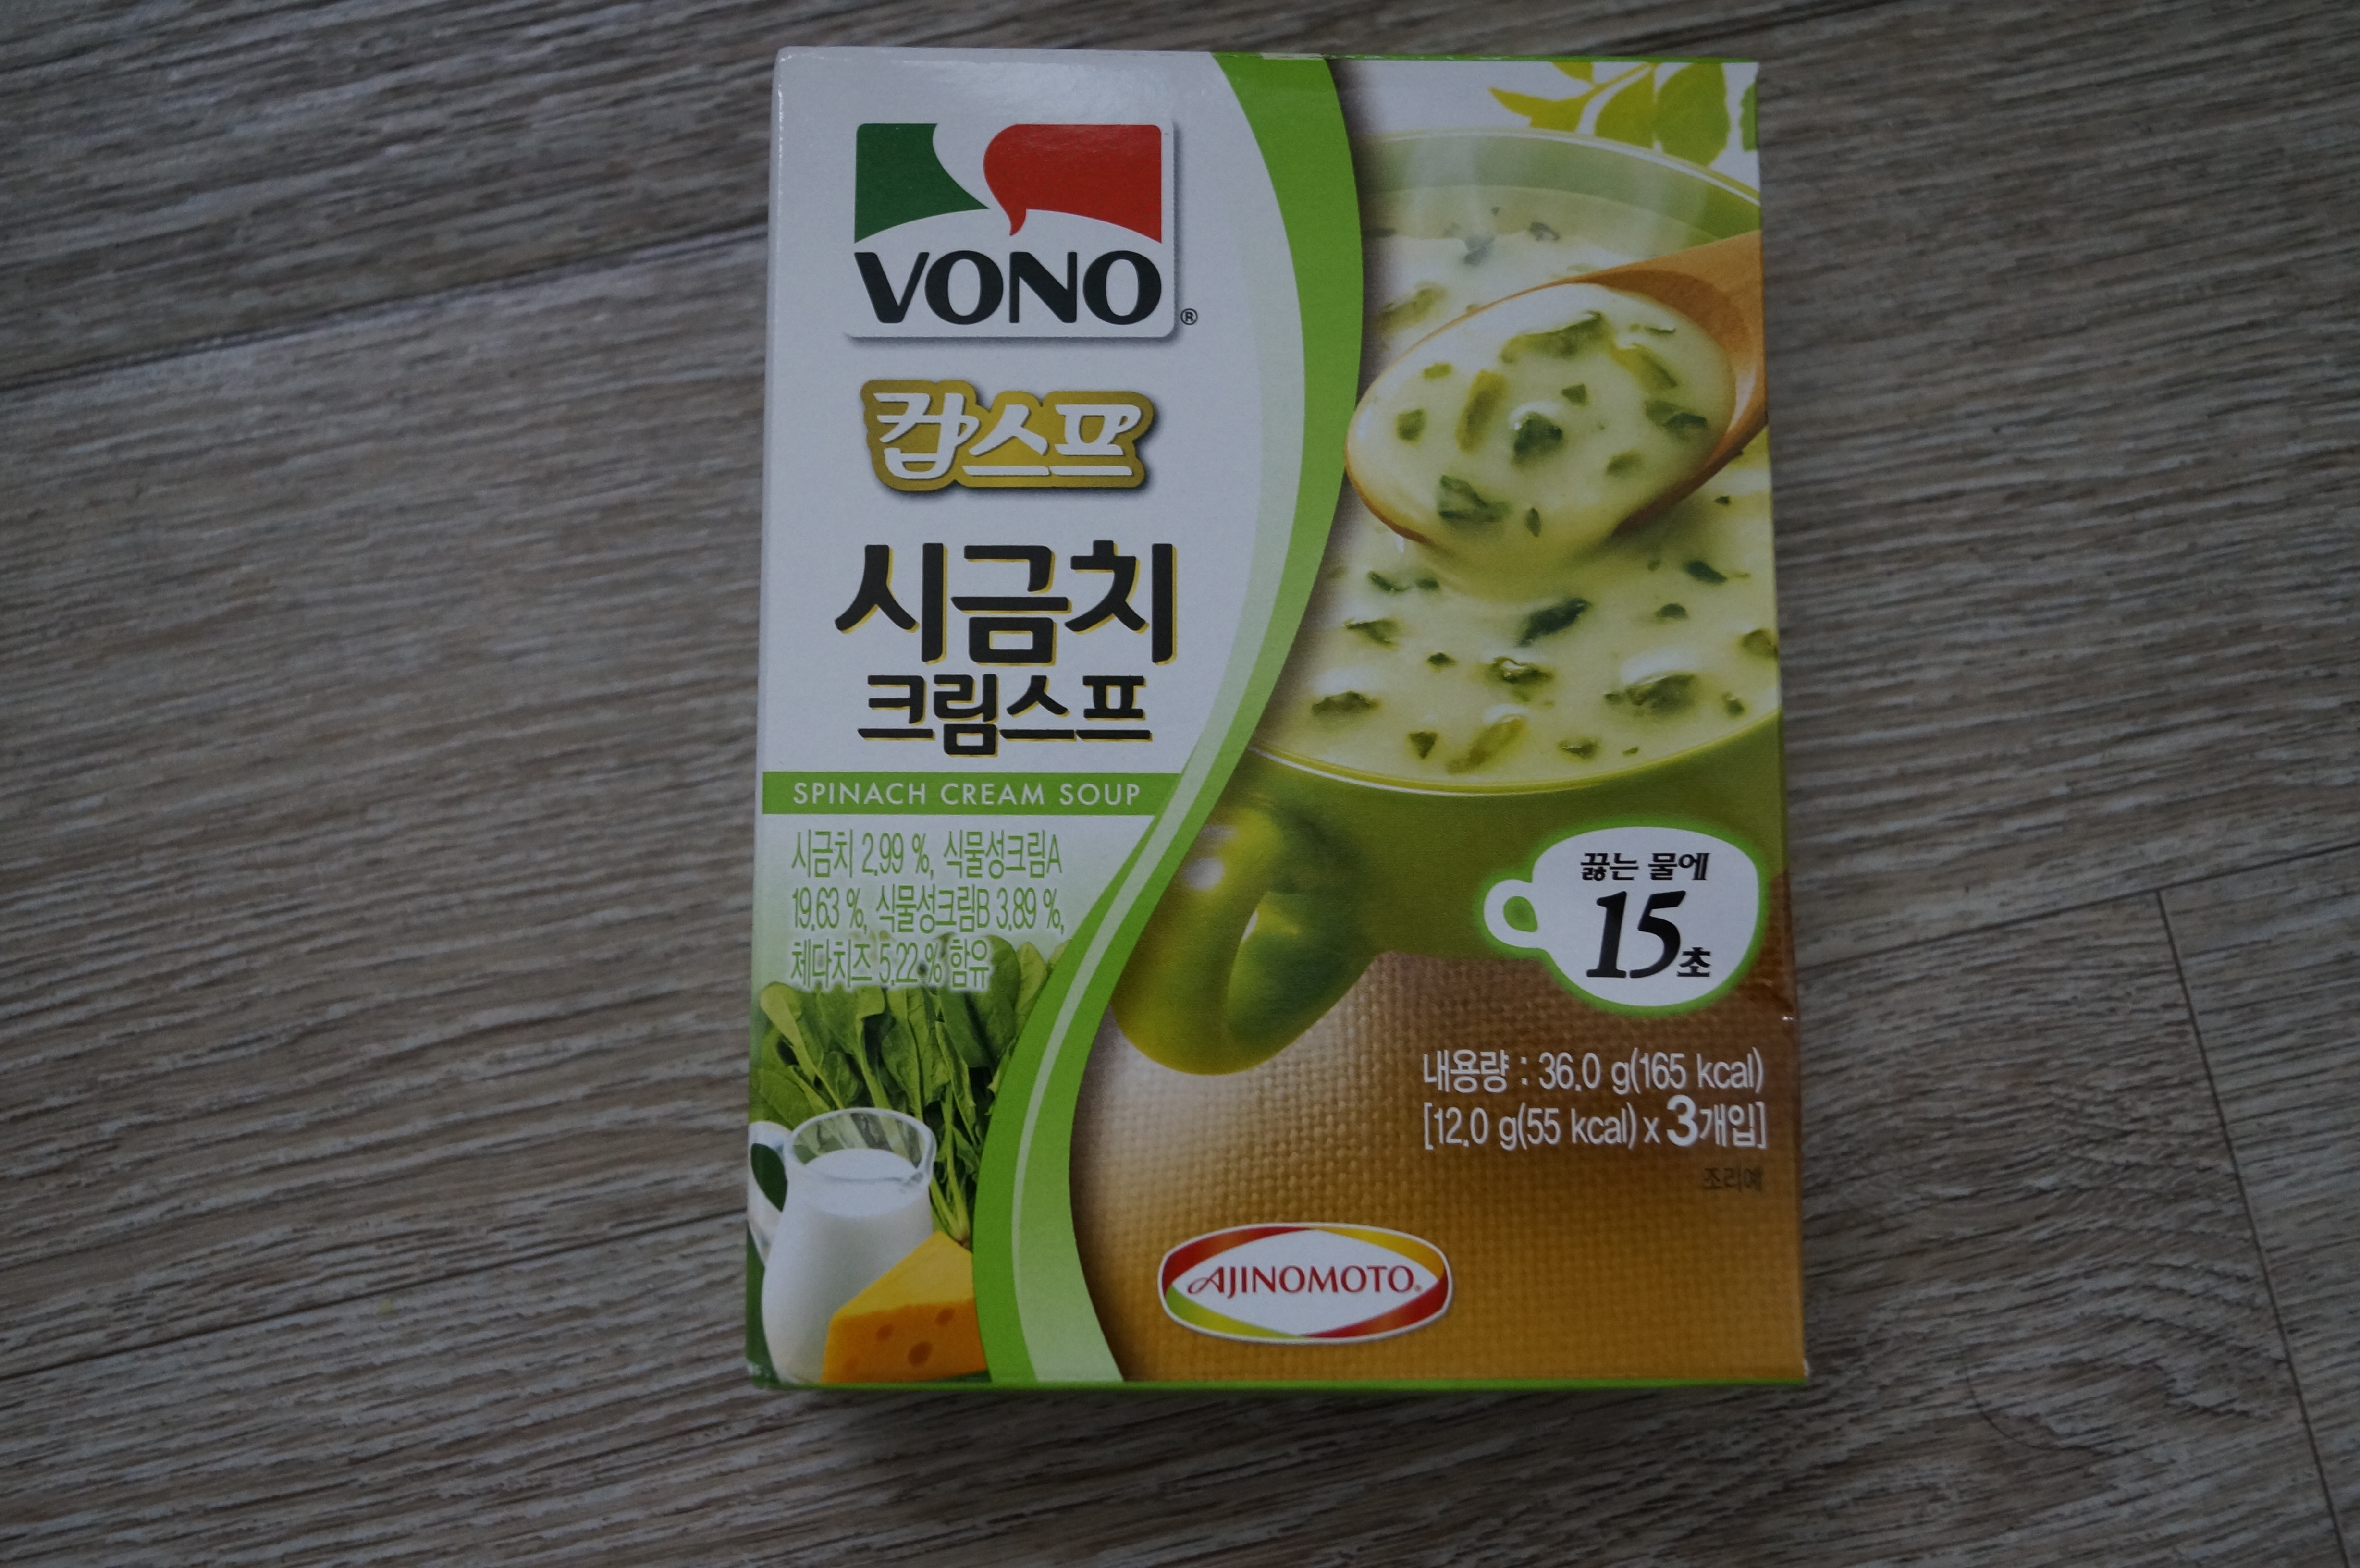 VONO®
컵스프
시금치
크림스프
SPINACH CREAM SOUP
시금치 2.99 %, 식물성크림A
19.63 %, 식물성크림B 3.89 %,
체다치즈 5.22 % 함유
끓는 물에
15초
내용량 : 36.0 g(165 kcal)
[12.0 g(55 kcal) x 3개입]
조리예
AJINOMOTO®